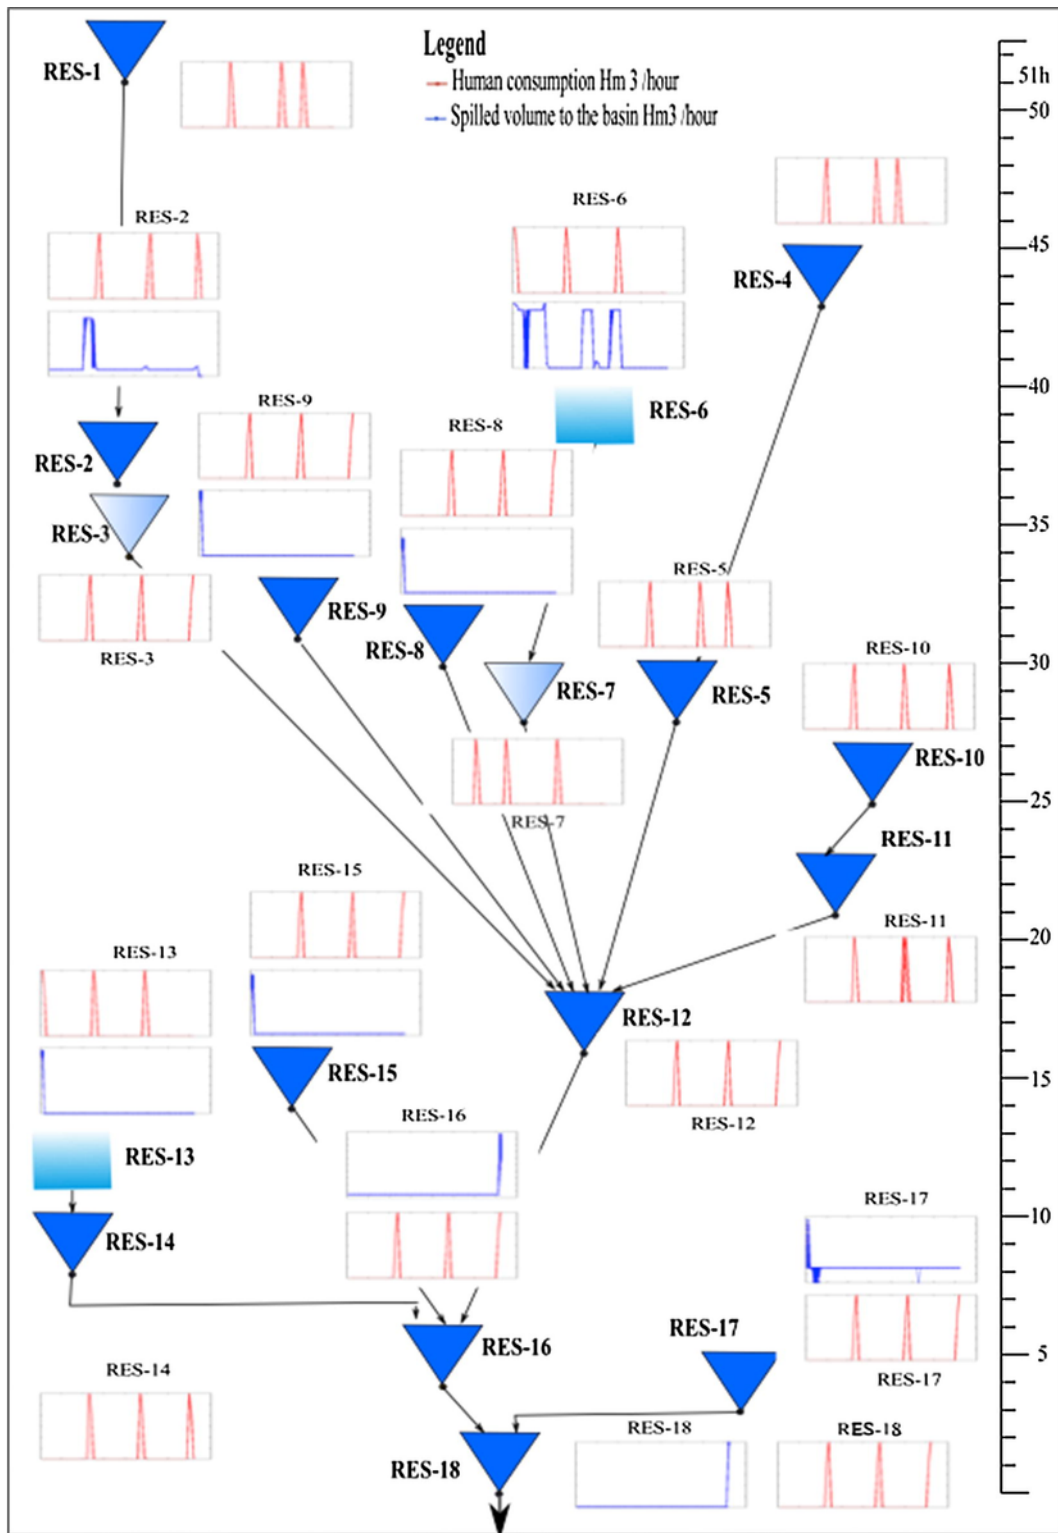 Legend
Human consumption Hm 3 /hour
Spilled volume to the basin Hm3 /hour
RES-1
51h
50
RES-2
RES-6
45
RES-4
40
RES-9
RES-6
RES-8
RES-2
35
RES-3
RES-5
RES-9
RES-8
RES-3
30
RES-10
RES-7
RES-5
RES-10
25
RES-7
RES-11
RES-15
RES-11
20
RES-13
RES-12
RES-15
15
RES-16
RES-12
RES-13
RES-17
10
RES-14
RES-17
RES-16
5
RES-14
RES-17
RES-18
RES-18
RES-18